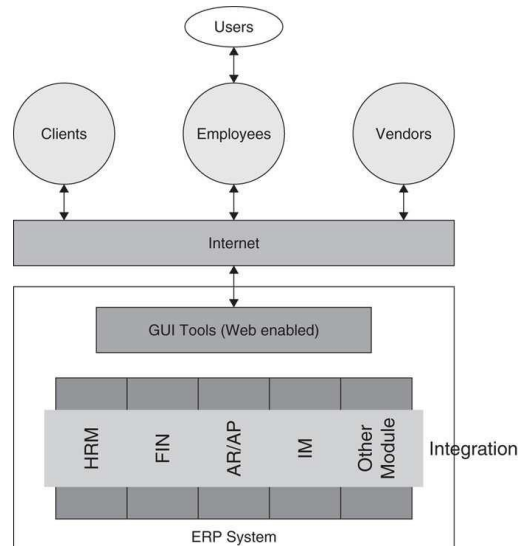 Users
Clients
Employees
Vendors
Internet
GUI Tools (Web enabled)
HRM
FIN
AR/AP
IM
Other
Module
Integration
ERP System